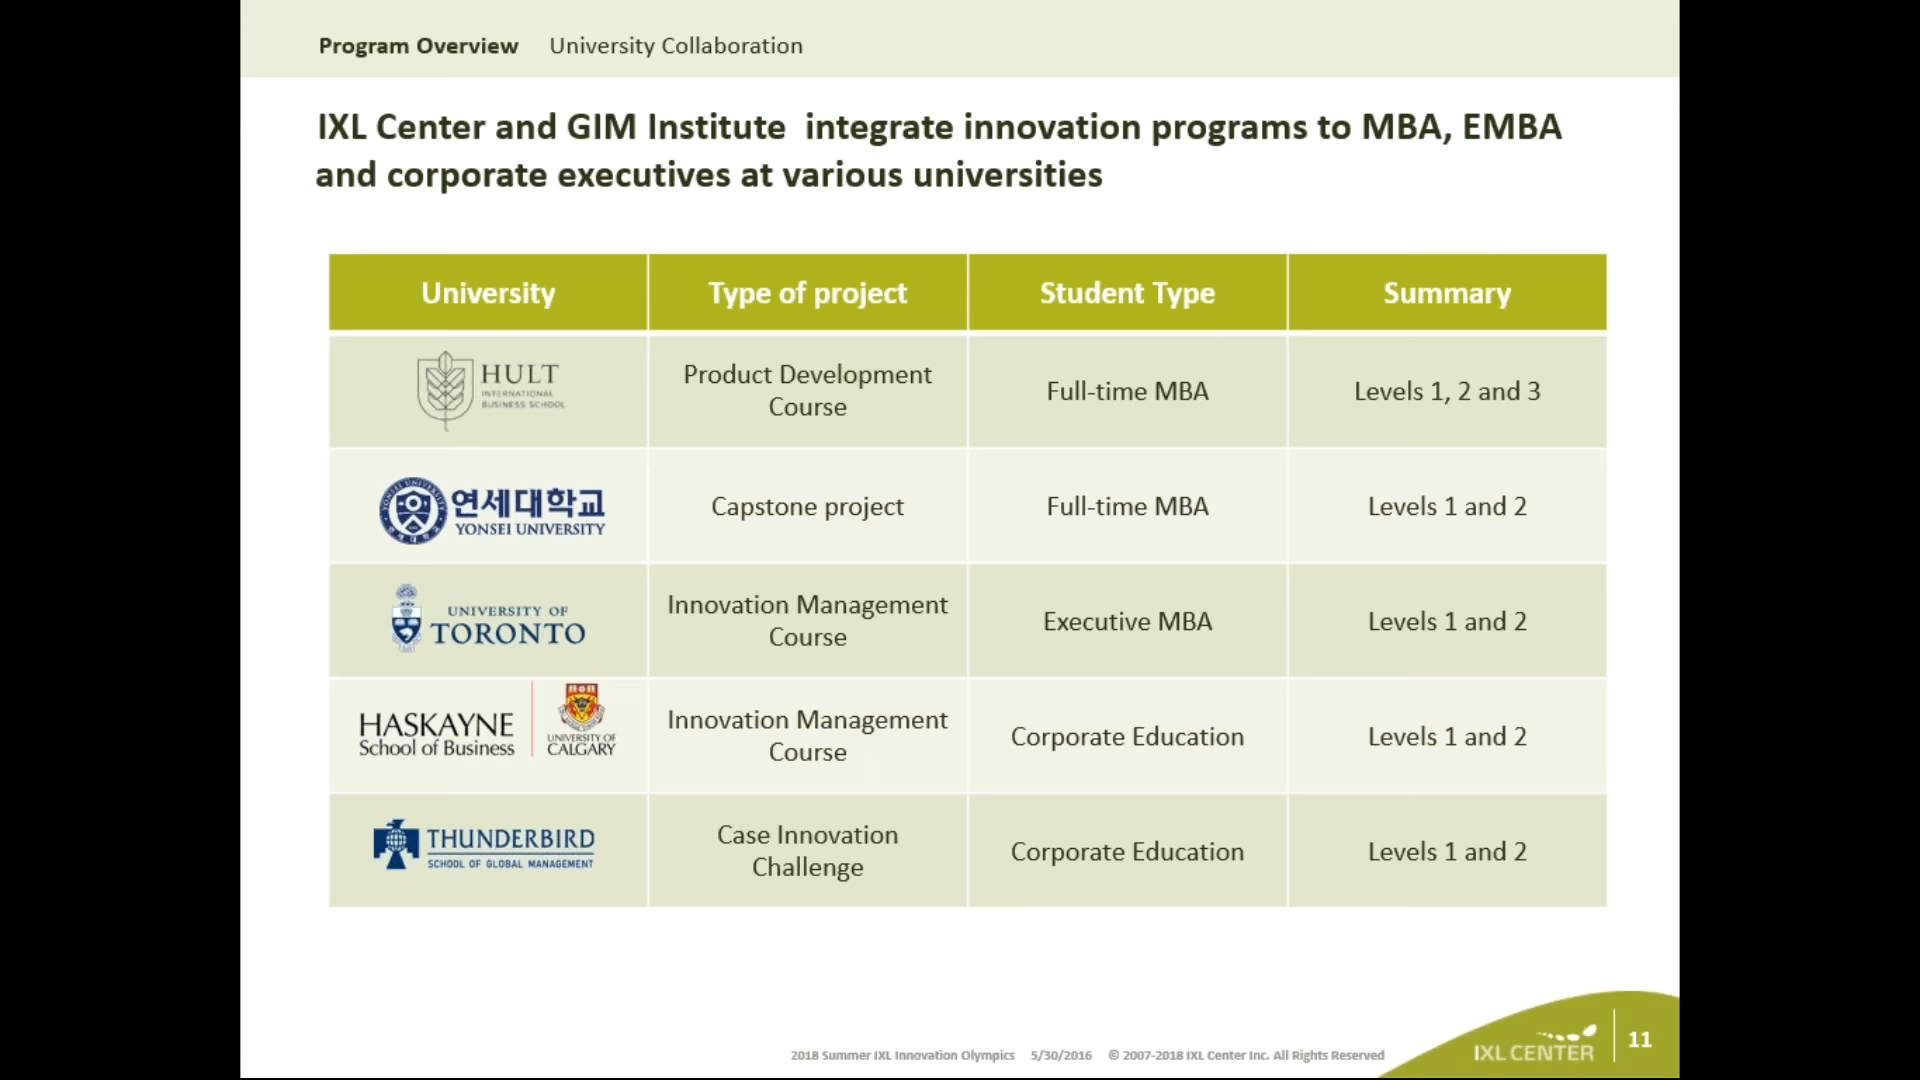 Program Overview University Collaboration
IXL Center and GIM Institute integrate innovation programs to MBA, EMBA
and corporate executives at various universities
University Type of project Student Type Summary
HULT
INTERNATIONAL
BUSINESS SCHOOL
Product Development
Course
Full-time MBA
Levels 1, 2 and 3
연세대학교
YONSEI UNIVERSITY
Capstone project
Full-time MBA
Levels 1 and 2
UNIVERSITY OF
TORONTO
Innovation Management
Course
Executive MBA
Levels 1 and 2
HASKAYNE
School of Business
UNIVERSITY OF
CALGARY
Innovation Management
Course
Corporate Education
Levels 1 and 2
THUNDERBIRD
SCHOOL OF GLOBAL MANAGEMENT
Case Innovation
Challenge
Corporate Education
Levels 1 and 2
2018 Summer IXL Innovation Olympics 5/30/2016 © 2007-2018 IXL Center Inc. All Rights Reserved
IXL CENTER
11